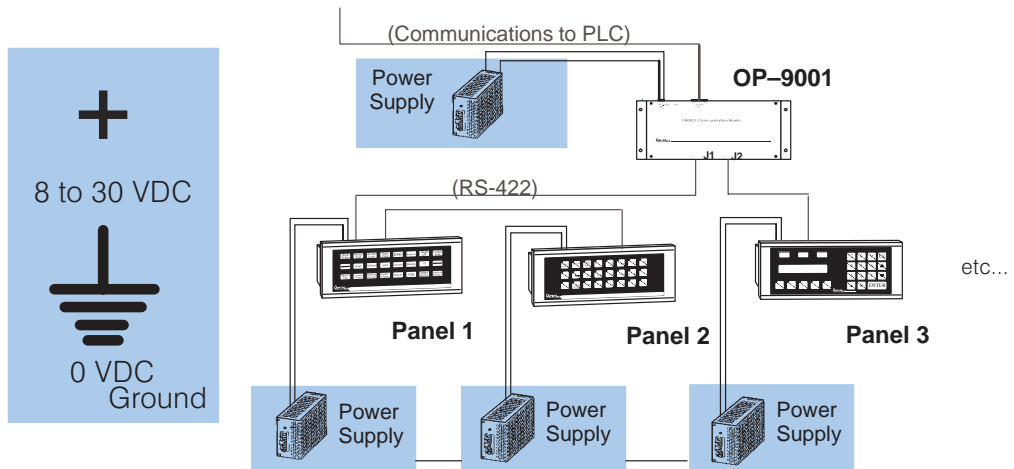 +
8 to 30 VDC
0 VDC
Ground
(Communications to PLC)
Power
Supply
OP–9001
J1 J2
(RS-422)
Panel 1
Panel 2
Panel 3
ENTER
etc...
Power
Supply
Power
Supply
Power
Supply